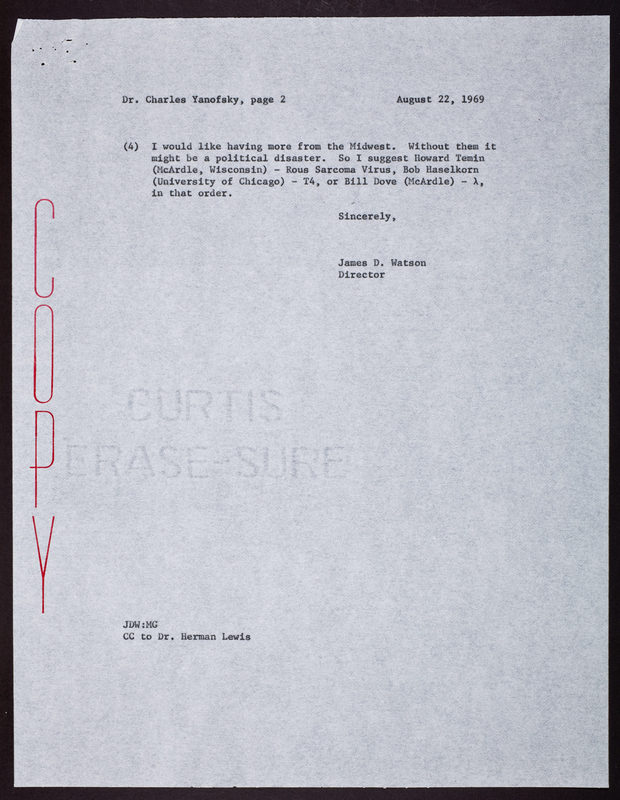 Dr. Charles Yanofsky, page 2 August 22, 1969
(4) I would like having more from the Midwest. Without them it
might be a political disaster. So I suggest Howard Temin
(McArdle, Wisconsin) - Rous Sarcoma Virus, Bob Haselkorn
(University of Chicago) - T4, or Bill Dove (McArdle) - λ,
in that order.
Sincerely,
James D. Watson
Director
COPY
CURTIS
ERASE-SURE
JDW:MG
CC to Dr. Herman Lewis